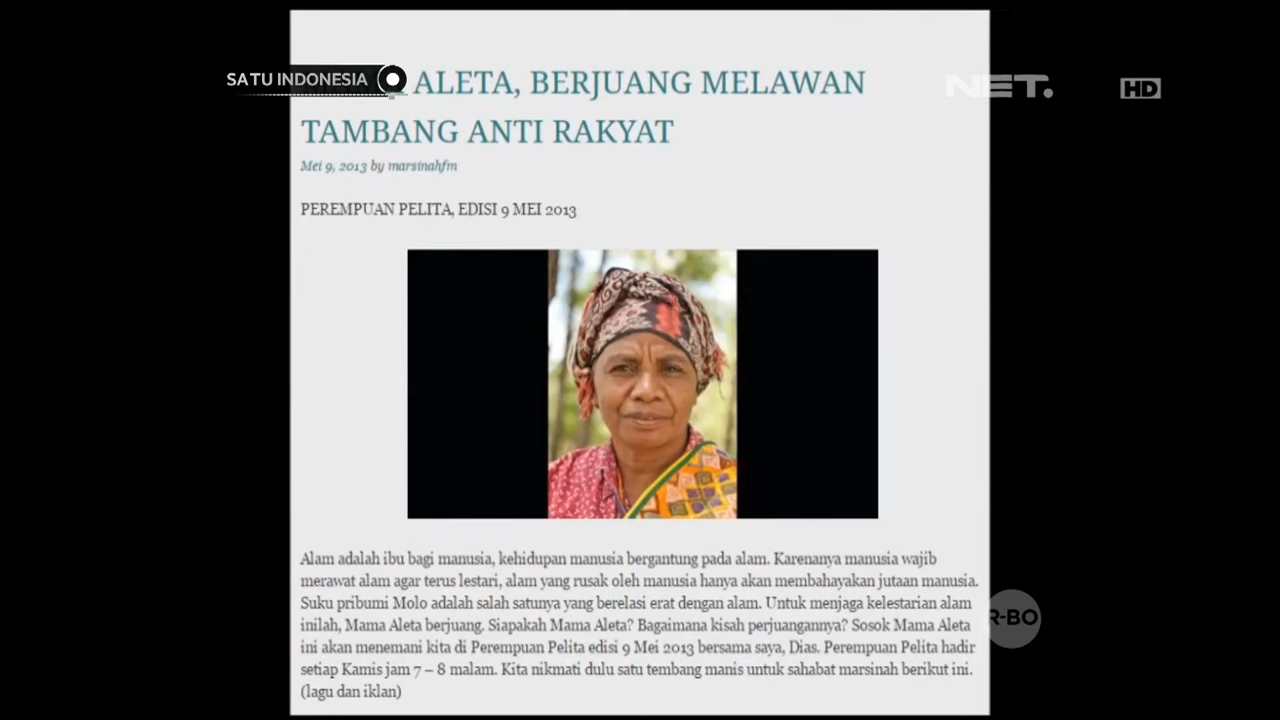 SATU INDONESIA
NET.
HD
ALETA, BERJUANG MELAWAN
TAMBANG ANTI RAKYAT
Mei 9, 2013 by marsinahfm
PEREMPUAN PELITA, EDISI 9 MEI 2013
Alam adalah ibu bagi manusia, kehidupan manusia bergantung pada alam. Karenanya manusia wajib
merawat alam agar terus lestari, alam yang rusak oleh manusia hanya akan membahayakan jutaan manusia.
Suku pribumi Molo adalah salah satunya yang berelasi erat dengan alam. Untuk menjaga kelestarian alam
inilah, Mama Aleta berjuang. Siapakah Mama Aleta? Bagaimana kisah perjuangannya? Sosok Mama Aleta
ini akan menemani kita di Perempuan Pelita edisi 9 Mei 2013 bersama saya, Dias. Perempuan Pelita hadir
setiap Kamis jam 7 – 8 malam. Kita nikmati dulu satu tembang manis untuk sahabat marsinah berikut ini.
(lagu dan iklan)
R-BO